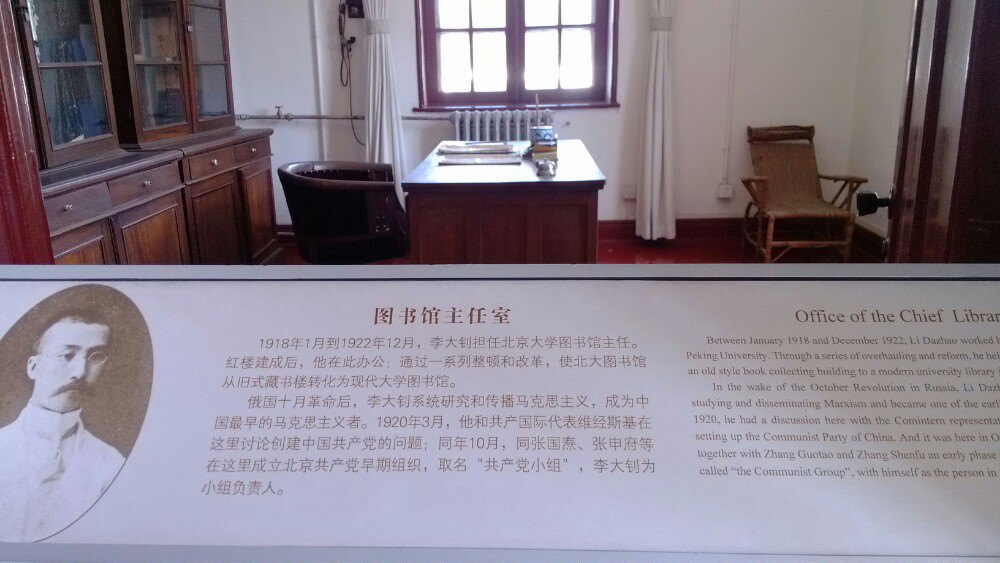 图书馆主任室
1918年1月到1922年12月，李大钊担任北京大学图书馆主任。
红楼建成后，他在此办公；通过一系列整顿和改革，使北大图书馆
从旧式藏书楼转化为现代大学图书馆。
俄国十月革命后，李大钊系统研究和传播马克思主义，成为中
国最早的马克思主义者。1920年3月，他和共产国际代表维经斯基在
这里讨论创建中国共产党的问题；同年10月，同张国焘、张申府等
在这里成立北京共产党早期组织，取名“共产党小组”，李大钊为
小组负责人。
Office of the Chief Librar
Between January 1918 and December 1922, Li Dazhao worked
Peking University. Through a series of overhauling and reform, he
an old style book collecting building to a modern university library
In the wake of the October Revolution in Russia, Li
studying and disseminating Marxism and became one of the
1920, he had a discussion here with the Comintern
setting up the Communist Party of China. And it was here in
together with Zhang Guotao and Zhang Shenfu an early phase
called “the Communist Group”, with himself as the person in